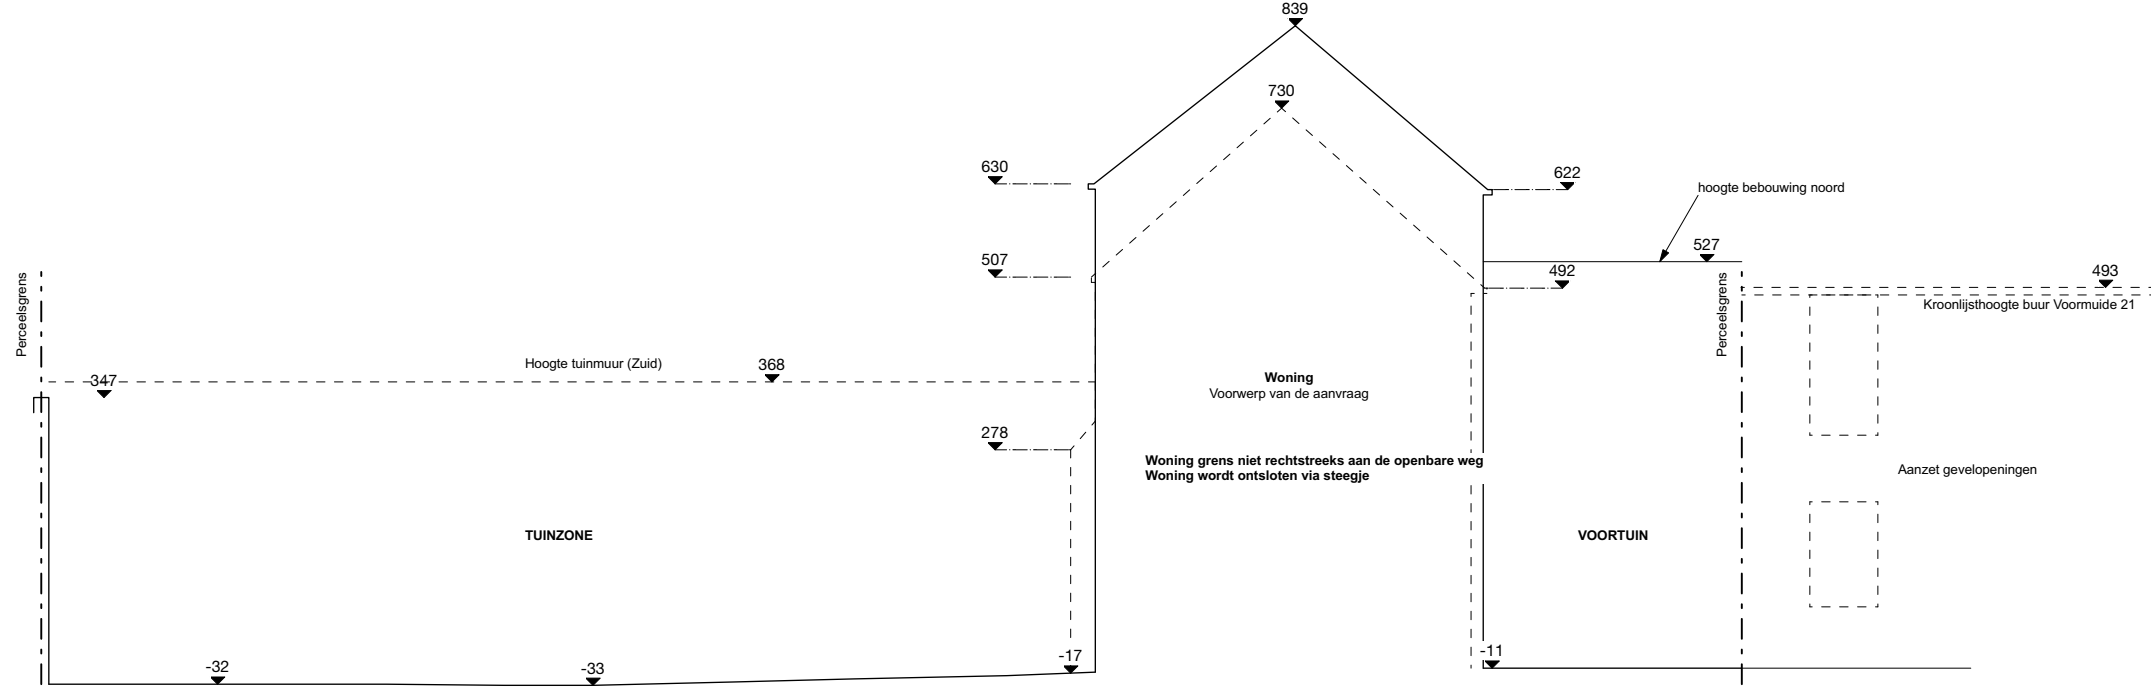 839
730
630
622
hoogte bebouwing noord
527
507
492
493
Perceelsgrens
Perceelsgrens
Kroonlijsthoogte buur Voormuide 21
Hoogte tuinmuur (Zuid)
368
347
Woning
Voorwerp van de aanvraag
278
Woning grens niet rechtstreeks aan de openbare weg
Woning wordt ontsloten via steegje
Aanzet gevelopeningen
TUINZONE
VOORTUIN
-32
-33
-17
-11